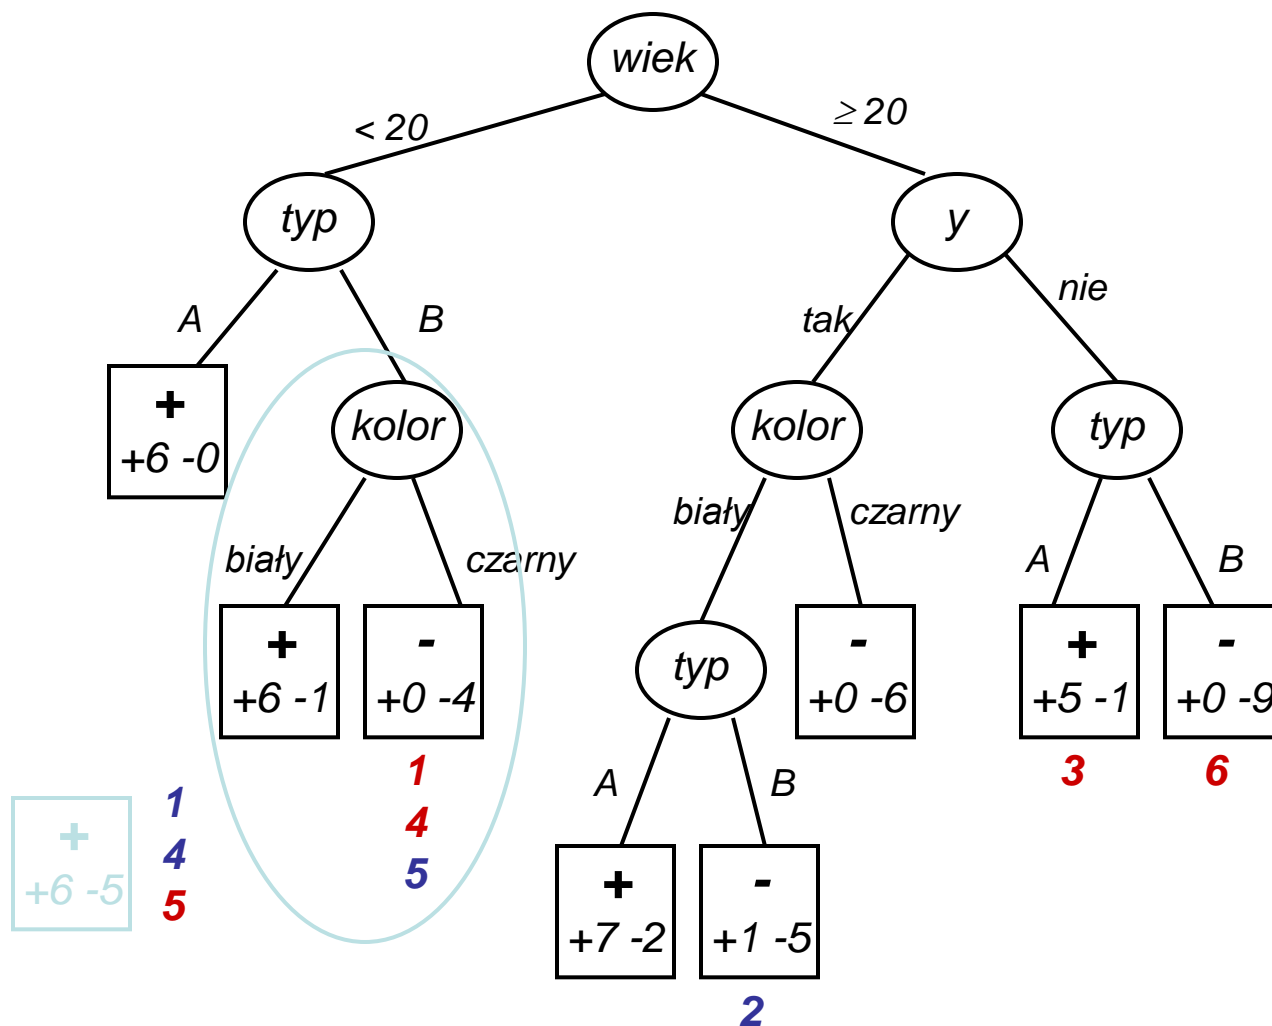 wiek
< 20
≥ 20
typ
y
A
B
tak
nie
+
+6 -0
kolor
kolor
typ
biały
czarny
biały
czarny
A
B
+
+6 -1
-
+0 -4
typ
-
+0 -6
+
+5 -1
-
+0 -9
1
4
5
3
6
A
B
+
+6 -5
1
4
5
+
+7 -2
-
+1 -5
2